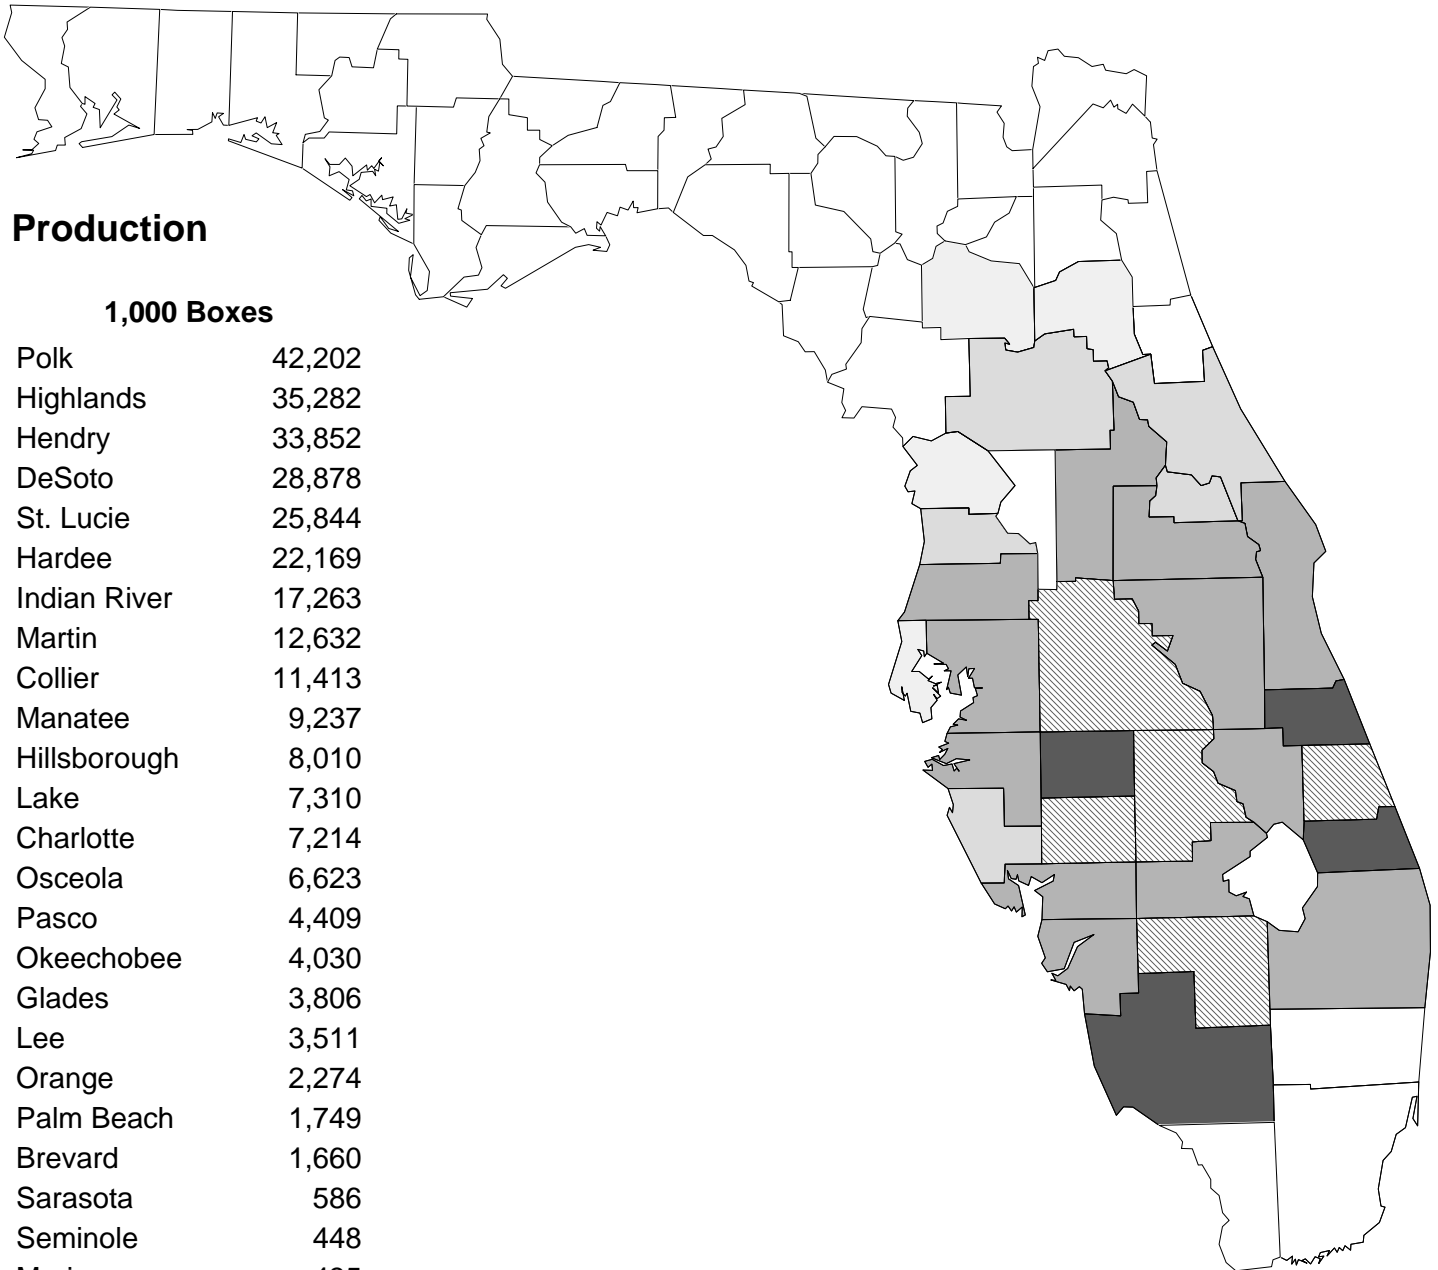 Production
1,000 Boxes
Polk 42,202
Highlands 35,282
Hendry 33,852
DeSoto 28,878
St. Lucie 25,844
Hardee 22,169
Indian River 17,263
Martin 12,632
Collier 11,413
Manatee 9,237
Hillsborough 8,010
Lake 7,310
Charlotte 7,214
Osceola 6,623
Pasco 4,409
Okeechobee 4,030
Glades 3,806
Lee 3,511
Orange 2,274
Palm Beach 1,749
Brevard 1,660
Sarasota 586
Seminole 448